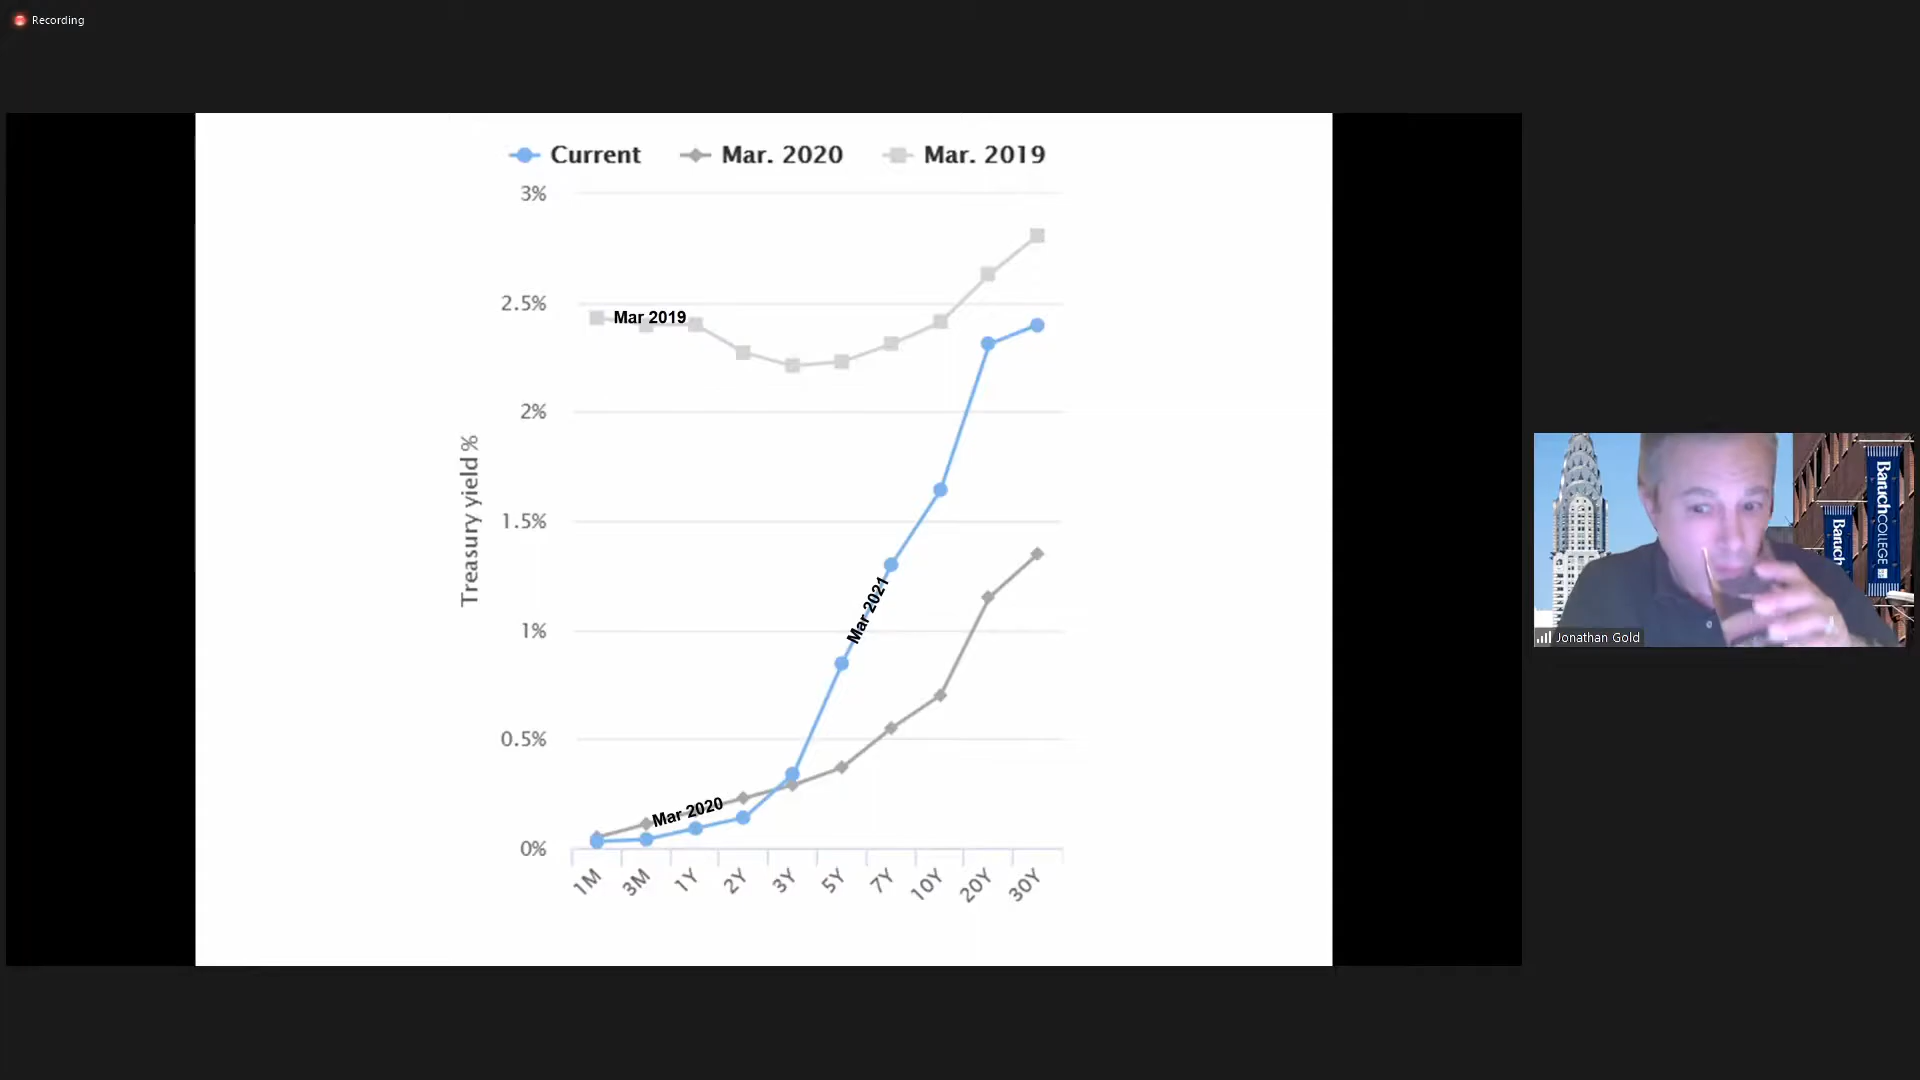 Recording
Current Mar. 2020 Mar. 2019
3%
2.5%
2%
1.5%
1%
0.5%
0%
Treasury yield %
Mar 2019
Mar 2021
Mar 2020
1M 3M 1Y 2Y 3Y 5Y 7Y 10Y 20Y 30Y
Baruch COLLEGE
Baruch
Jonathan Gold